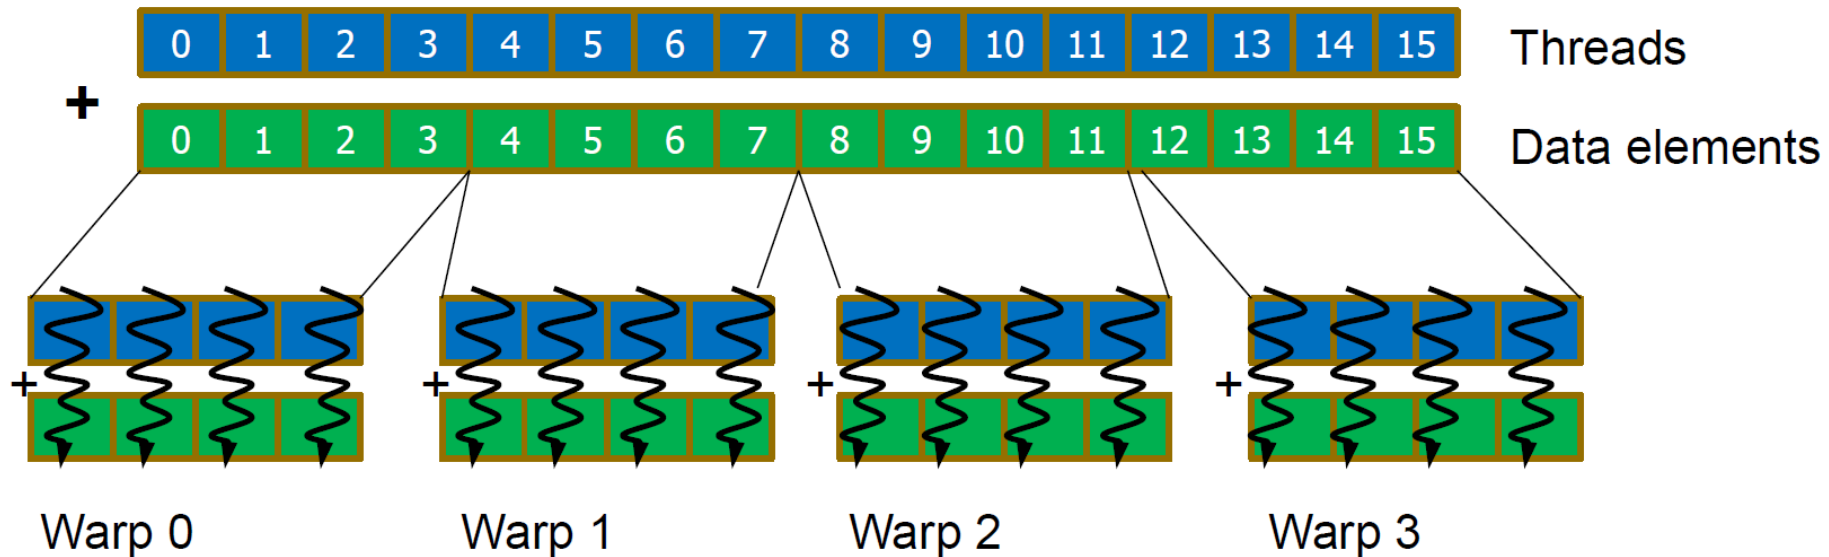 0 1 2 3 4 5 6 7 8 9 10 11 12 13 14 15 Threads
+
0 1 2 3 4 5 6 7 8 9 10 11 12 13 14 15 Data elements
+ + + +
Warp 0 Warp 1 Warp 2 Warp 3